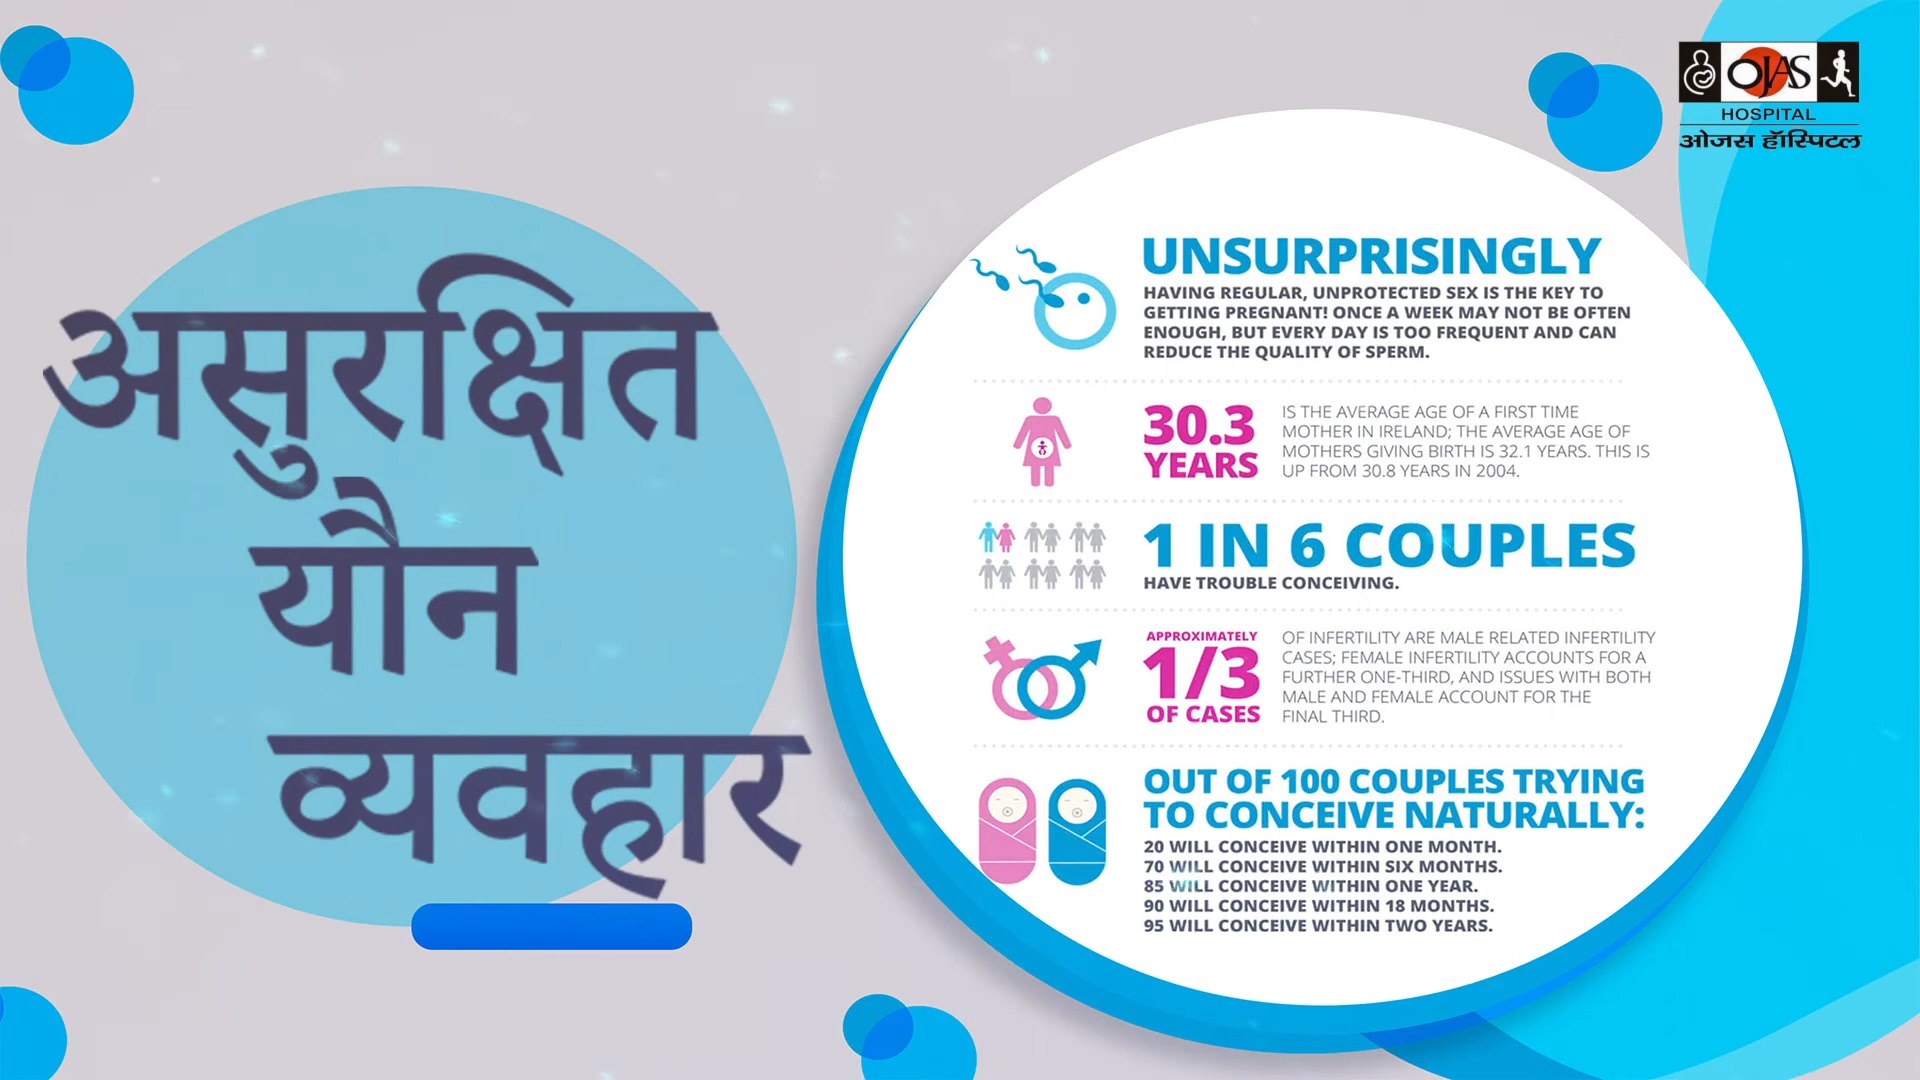 असुरक्षित
यौन
व्यवहार
OJAS
HOSPITAL
ओजस हॉस्पिटल
UNSURPRISINGLY
HAVING REGULAR, UNPROTECTED SEX IS THE KEY TO
GETTING PREGNANT! ONCE A WEEK MAY NOT BE OFTEN
ENOUGH, BUT EVERY DAY IS TOO FREQUENT AND CAN
REDUCE THE QUALITY OF SPERM.
30.3
YEARS
IS THE AVERAGE AGE OF A FIRST TIME
MOTHER IN IRELAND; THE AVERAGE AGE OF
MOTHERS GIVING BIRTH IS 32.1 YEARS. THIS IS
UP FROM 30.8 YEARS IN 2004.
1 IN 6 COUPLES
HAVE TROUBLE CONCEIVING.
APPROXIMATELY
1/3
OF CASES
OF INFERTILITY ARE MALE RELATED INFERTILITY
CASES; FEMALE INFERTILITY ACCOUNTS FOR A
FURTHER ONE-THIRD, AND ISSUES WITH BOTH
MALE AND FEMALE ACCOUNT FOR THE
FINAL THIRD.
OUT OF 100 COUPLES TRYING
TO CONCEIVE NATURALLY:
20 WILL CONCEIVE WITHIN ONE MONTH.
70 WILL CONCEIVE WITHIN SIX MONTHS.
85 WILL CONCEIVE WITHIN ONE YEAR.
90 WILL CONCEIVE WITHIN 18 MONTHS.
95 WILL CONCEIVE WITHIN TWO YEARS.